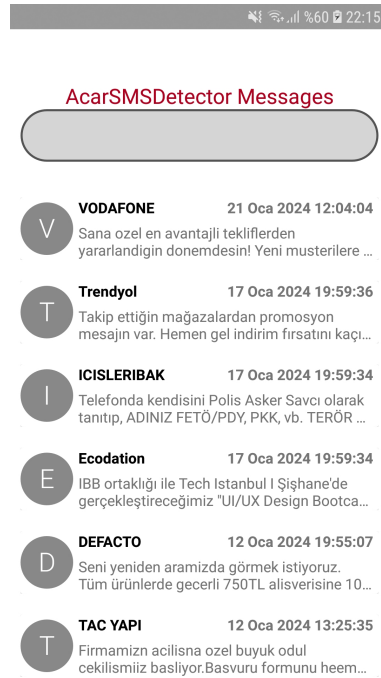 %60 22:15
AcarSMSDetector Messages
V
VODAFONE 21 Oca 2024 12:04:04
Sana ozel en avantajli tekliflerden
yararlandigin donemdesin! Yeni musterilere ...
T
Trendyol 17 Oca 2024 19:59:36
Takip ettiğin mağazalardan promosyon
mesajın var. Hemen gel indirim fırsatını kaçı...
I
ICISLERIBAK 17 Oca 2024 19:59:34
Telefonda kendisini Polis Asker Savcı olarak
tanıtıp, ADINIZ FETÖ/PDY, PKK, vb. TERÖR ...
E
Ecodation 17 Oca 2024 19:59:34
IBB ortaklığı ile Tech Istanbul I Şişhane'de
gerçekleştireceğimiz "UI/UX Design Bootca...
D
DEFACTO 12 Oca 2024 19:55:07
Seni yeniden aramizda görmek istiyoruz.
Tüm ürünlerde gecerli 750TL alisverisine 10...
T
TAC YAPI 12 Oca 2024 13:25:35
Firmamizn acilisna ozel buyuk odul
cekilismiiz basliyor.Basvuru formunu heem...